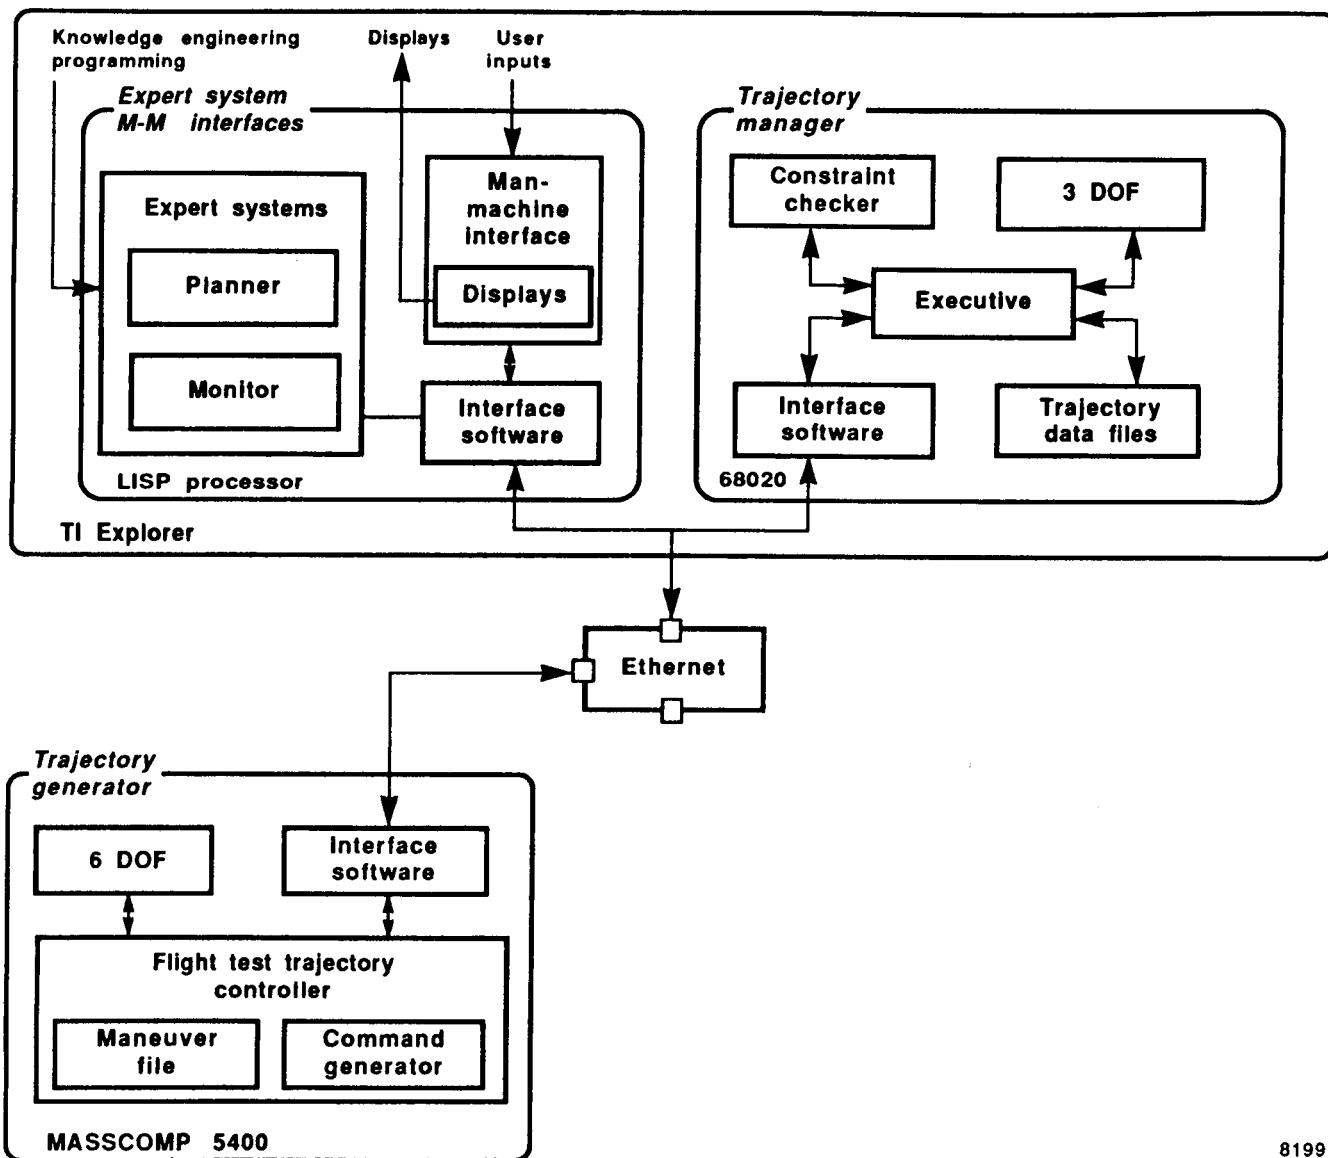 Knowledge engineering
programming
Displays
User
inputs
Expert system
M-M interfaces
Expert systems
Planner
Monitor
Man-
machine
interface
Displays
Interface
software
LISP processor
TI Explorer
Trajectory
manager
Constraint
checker
3 DOF
Executive
Interface
software
Trajectory
data files
68020
Ethernet
Trajectory
generator
6 DOF
Interface
software
Flight test trajectory
controller
Maneuver
file
Command
generator
MASSCOMP 5400
8199